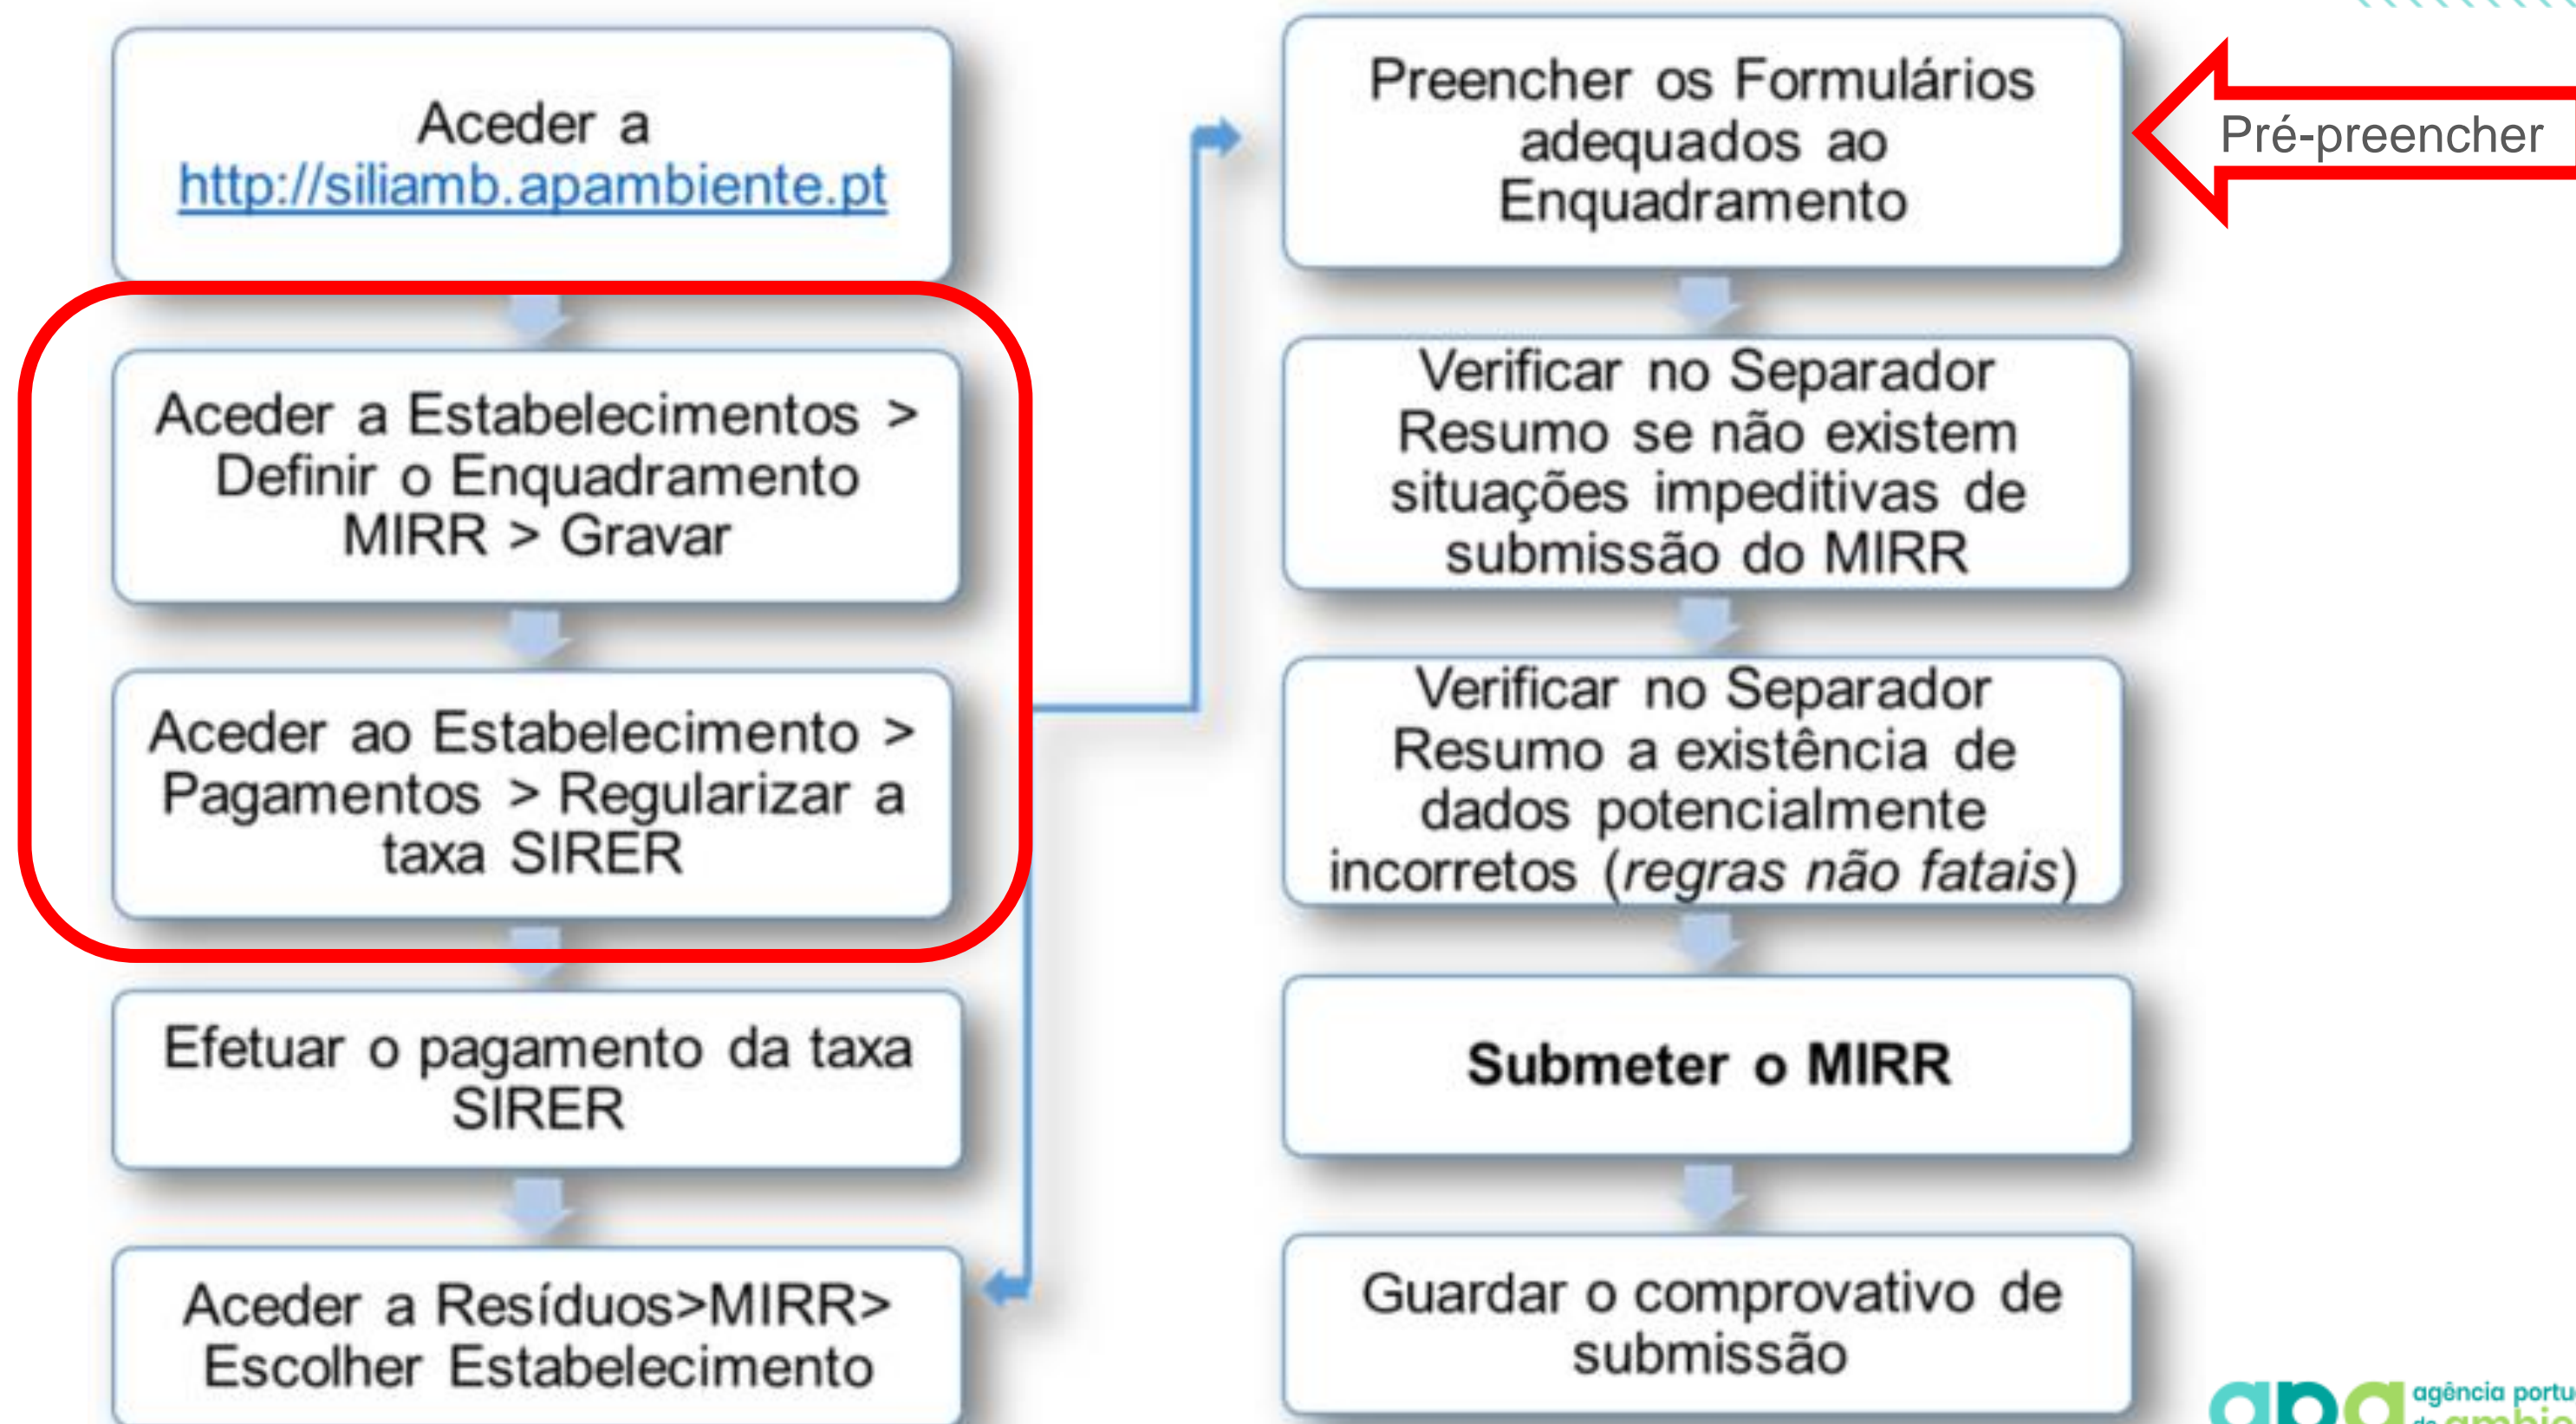 Aceder a
http://siliamb.apambiente.pt
Aceder a Estabelecimentos >
Definir o Enquadramento
MIRR > Gravar
Aceder ao Estabelecimento >
Pagamentos > Regularizar a
taxa SIRER
Efetuar o pagamento da taxa
SIRER
Aceder a Resíduos>MIRR>
Escolher Estabelecimento
Preencher os Formulários
adequados ao
Enquadramento
Pré-preencher
Verificar no Separador
Resumo se não existem
situações impeditivas de
submissão do MIRR
Verificar no Separador
Resumo a existência de
dados potencialmente
incorretos (regras não fatais)
Submeter o MIRR
Guardar o comprovativo de
submissão
apa
agência